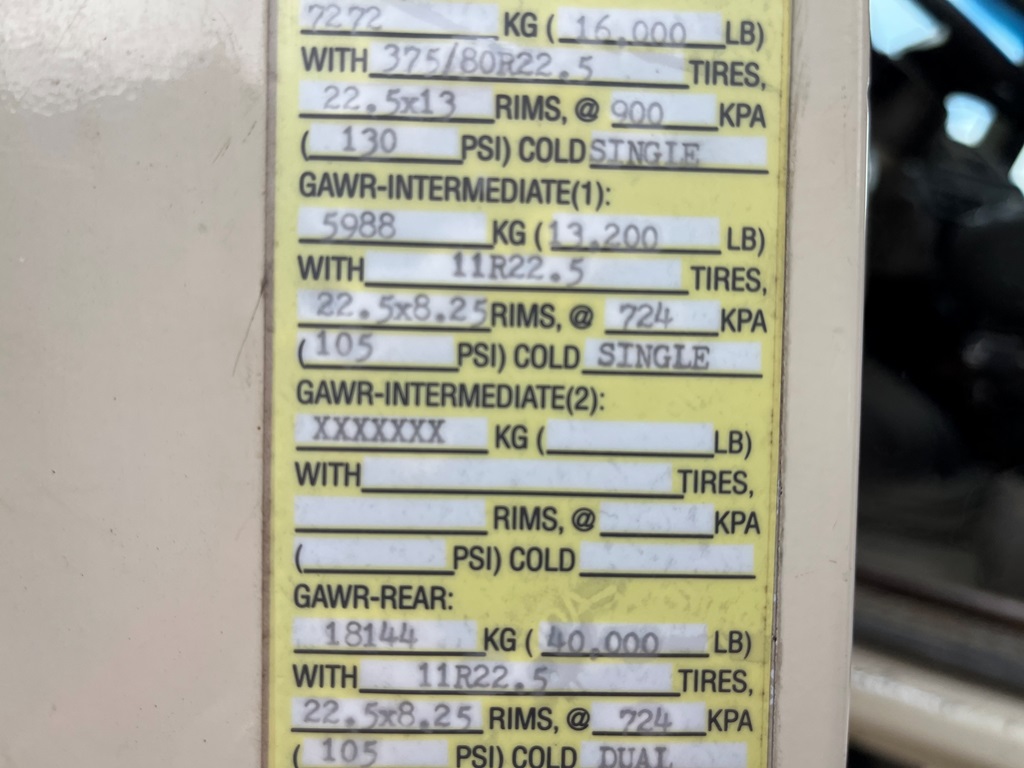 7272 KG ( 16,000 LB)
WITH 375/80R22.5 TIRES,
22.5x13 RIMS, @ 900 KPA
( 130 PSI) COLD SINGLE
GAWR-INTERMEDIATE(1):
5988 KG ( 13,200 LB)
WITH 11R22.5 TIRES,
22.5x8.25 RIMS, @ 724 KPA
( 105 PSI) COLD SINGLE
GAWR-INTERMEDIATE(2):
XXXXXXX KG ( LB)
WITH TIRES,
RIMS, @ KPA
( PSI) COLD
GAWR-REAR:
18144 KG ( 40,000 LB)
WITH 11R22.5 TIRES,
22.5x8.25 RIMS, @ 724 KPA
( 105 PSI) COLD DUAL